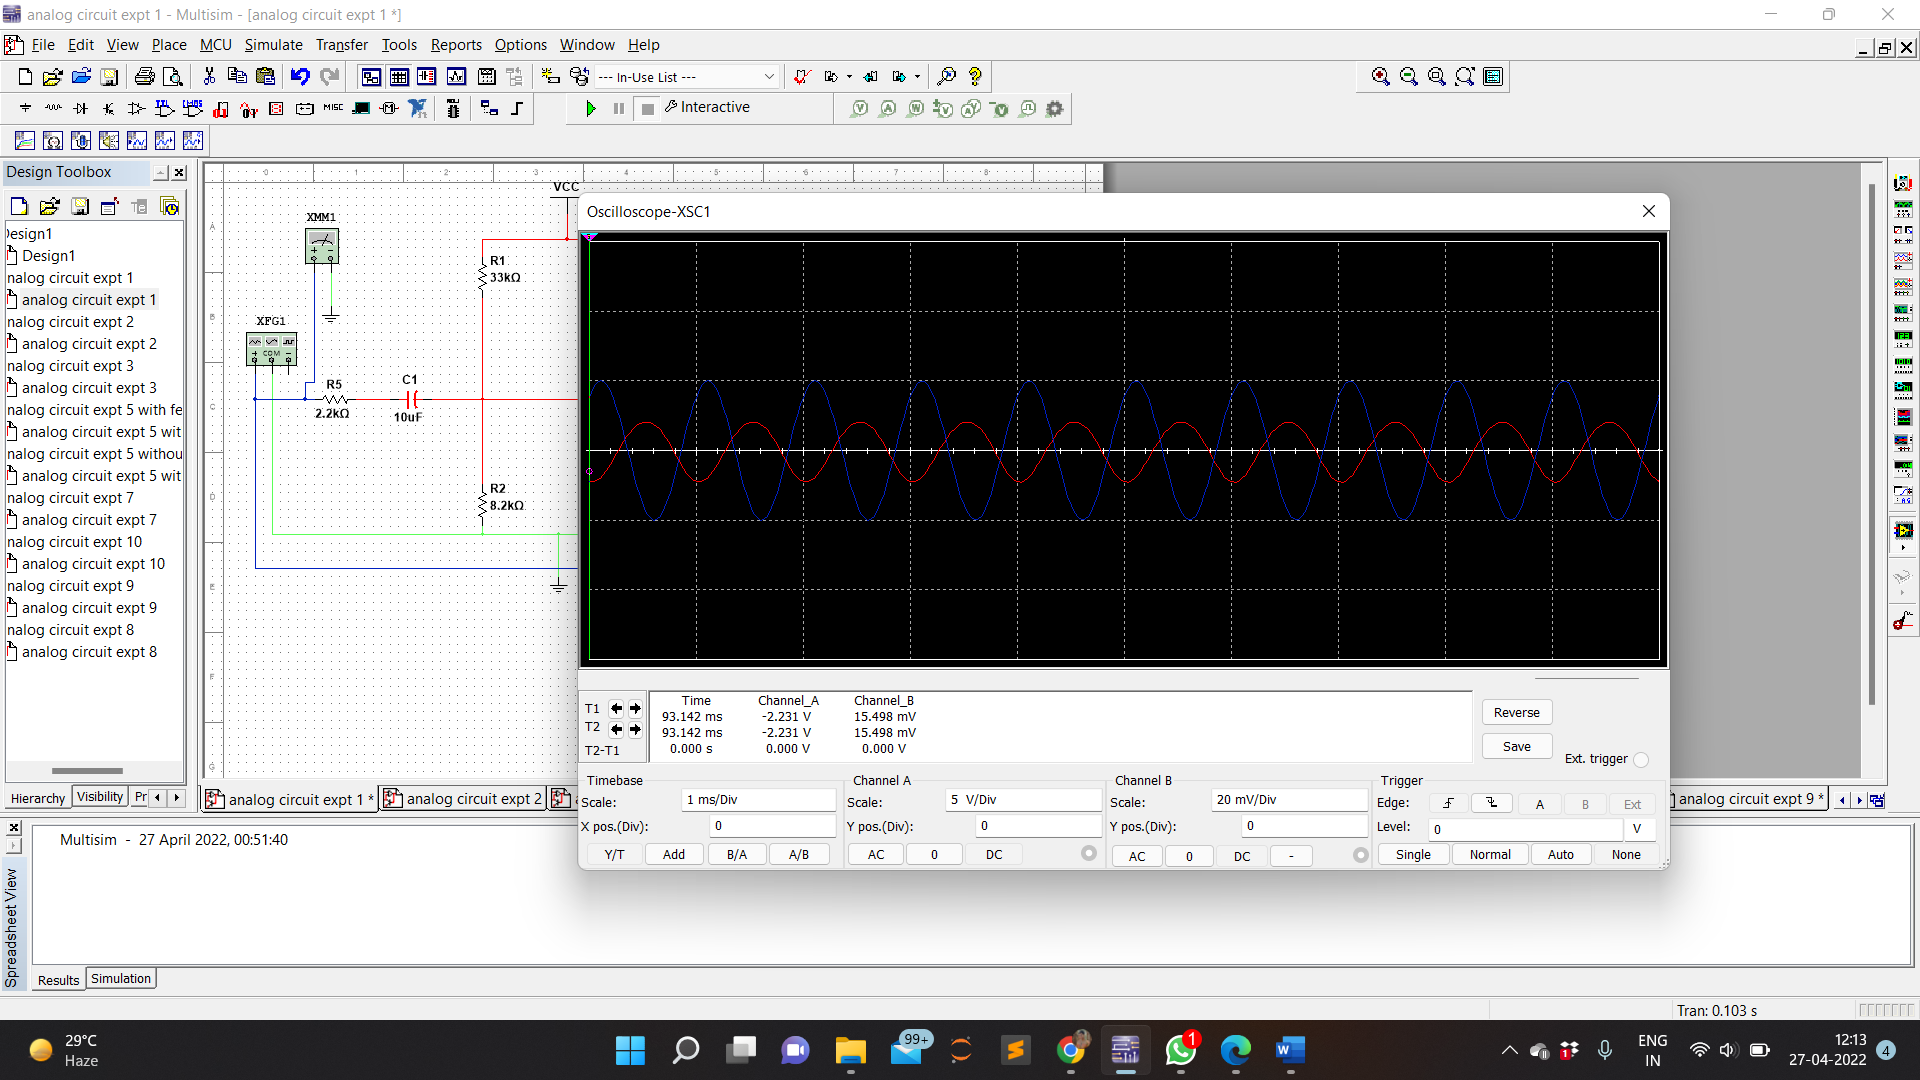 analog circuit expt 1 - Multisim - [analog circuit expt 1 *]
File Edit View Place MCU Simulate Transfer Tools Reports Options Window Help
--- In-Use List ---
MISC Interactive
Design Toolbox
esign1
Design1
nalog circuit expt 1
analog circuit expt 1
nalog circuit expt 2
analog circuit expt 2
nalog circuit expt 3
analog circuit expt 3
nalog circuit expt 5 with fe
analog circuit expt 5 wit
nalog circuit expt 5 withou
analog circuit expt 5 wit
nalog circuit expt 7
analog circuit expt 7
nalog circuit expt 10
analog circuit expt 10
nalog circuit expt 9
analog circuit expt 9
nalog circuit expt 8
analog circuit expt 8
Hierarchy Visibility Pr
0 1 2 3 4 5 6 7 8
A
B
C
D
E
F
G
VCC
XMM1
R1
33kΩ
XFG1
COM
R5
2.2kΩ
C1
10uF
R2
8.2kΩ
Oscilloscope-XSC1
Time Channel_A Channel_B
T1 93.142 ms -2.231 V 15.498 mV
T2 93.142 ms -2.231 V 15.498 mV
T2-T1 0.000 s 0.000 V 0.000 V
Reverse
Save
Ext. trigger
Timebase Channel A Channel B Trigger
Scale: 1 ms/Div Scale: 5 V/Div Scale: 20 mV/Div Edge: A B Ext
X pos.(Div): 0 Y pos.(Div): 0 Y pos.(Div): 0 Level: 0 V
Y/T Add B/A A/B AC 0 DC AC 0 DC - Single Normal Auto None
analog circuit expt 1 * analog circuit expt 2 analog circuit expt 9 *
Multisim - 27 April 2022, 00:51:40
Spreadsheet View
Results Simulation
Tran: 0.103 s
29°C
Haze
99+
1
1
ENG
IN
12:13
27-04-2022
4